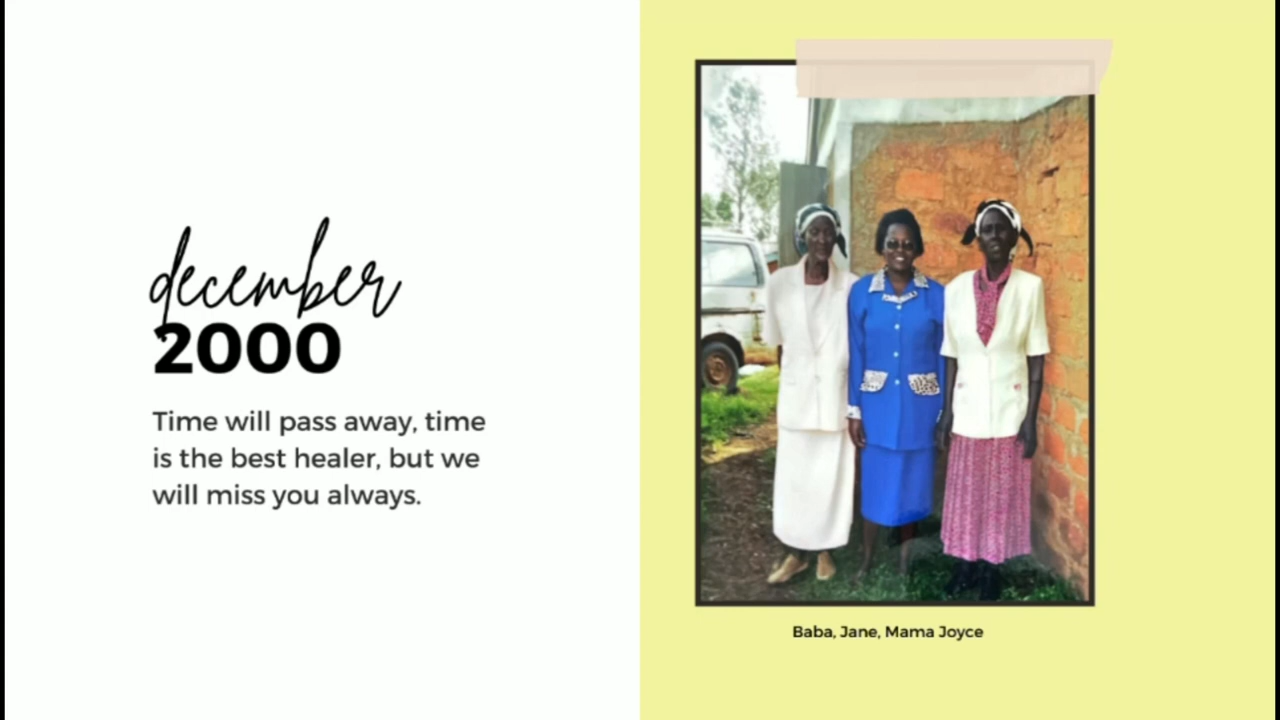 december
2000
Time will pass away, time
is the best healer, but we
will miss you always.
Baba, Jane, Mama Joyce